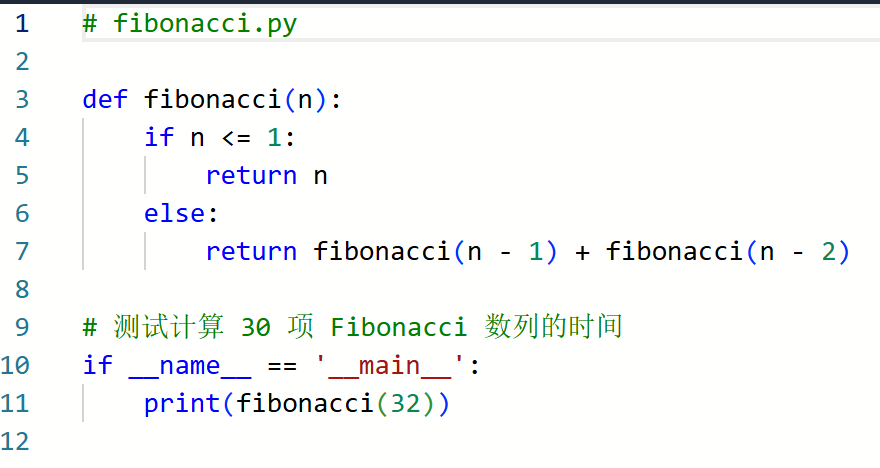 1 # fibonacci.py
2
3 def fibonacci(n):
4     if n <= 1:
5         return n
6     else:
7         return fibonacci(n - 1) + fibonacci(n - 2)
8
9 # 测试计算 30 项 Fibonacci 数列的时间
10 if __name__ == '__main__':
11     print(fibonacci(32))
12